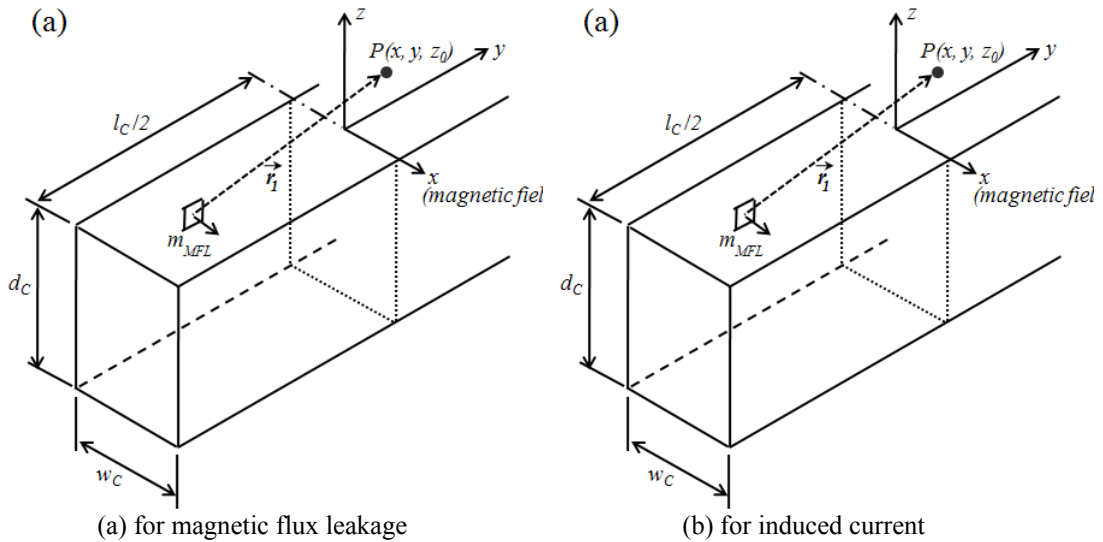 (a)
z
y
P(x, y, z0)
lC/2
r1
x
(magnetic fiel
mMFL
dC
wC
(a) for magnetic flux leakage
(a)
z
y
P(x, y, z0)
lC/2
r1
x
(magnetic fiel
mMFL
dC
wC
(b) for induced current